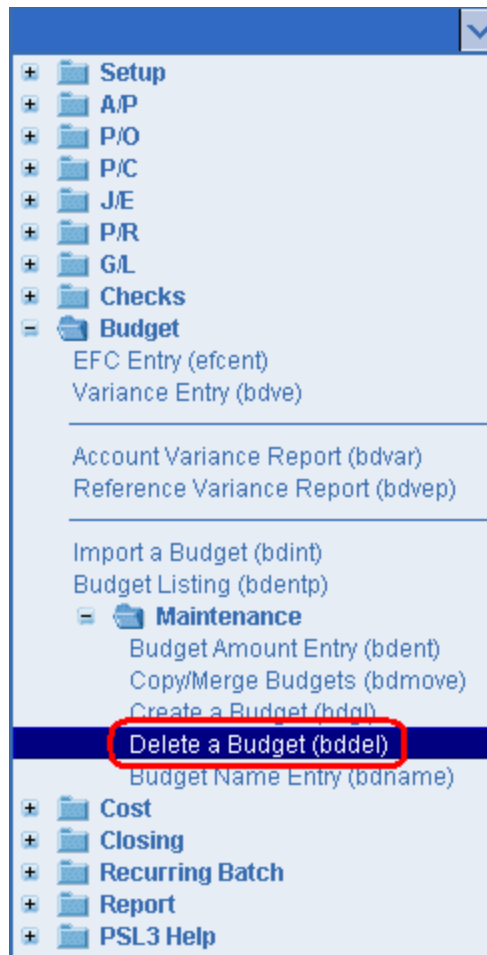 Setup
A/P
P/O
P/C
J/E
P/R
G/L
Checks
Budget
EFC Entry (efcent)
Variance Entry (bdve)
Account Variance Report (bdvar)
Reference Variance Report (bdvep)
Import a Budget (bdint)
Budget Listing (bdentp)
Maintenance
Budget Amount Entry (bdent)
Copy/Merge Budgets (bdmove)
Create a Budget (bdgl)
Delete a Budget (bddel)
Budget Name Entry (bdname)
Cost
Closing
Recurring Batch
Report
PSL3 Help